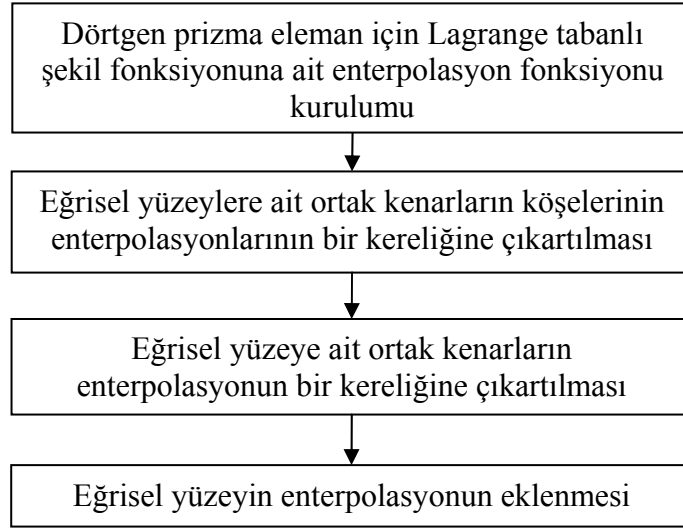 Dörtgen prizma eleman için Lagrange tabanlı
şekil fonksiyonuna ait enterpolasyon fonksiyonu
kurulumu
Eğrisel yüzeylere ait ortak kenarların köşelerinin
enterpolasyonlarının bir kereliğine çıkartılması
Eğrisel yüzeye ait ortak kenarların
enterpolasyonun bir kereliğine çıkartılması
Eğrisel yüzeyin enterpolasyonun eklenmesi